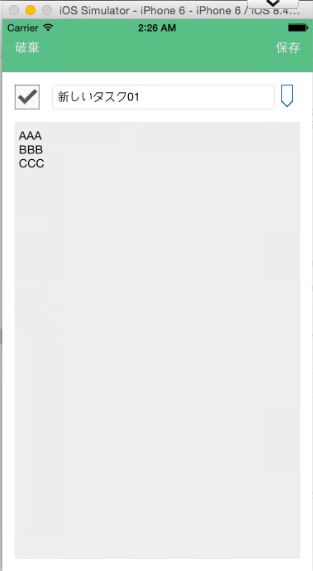 iOS Simulator - iPhone 6 - iPhone 6 / iOS 8.4...
Carrier 2:26 AM
破棄 保存
新しいタスク01
AAA
BBB
CCC